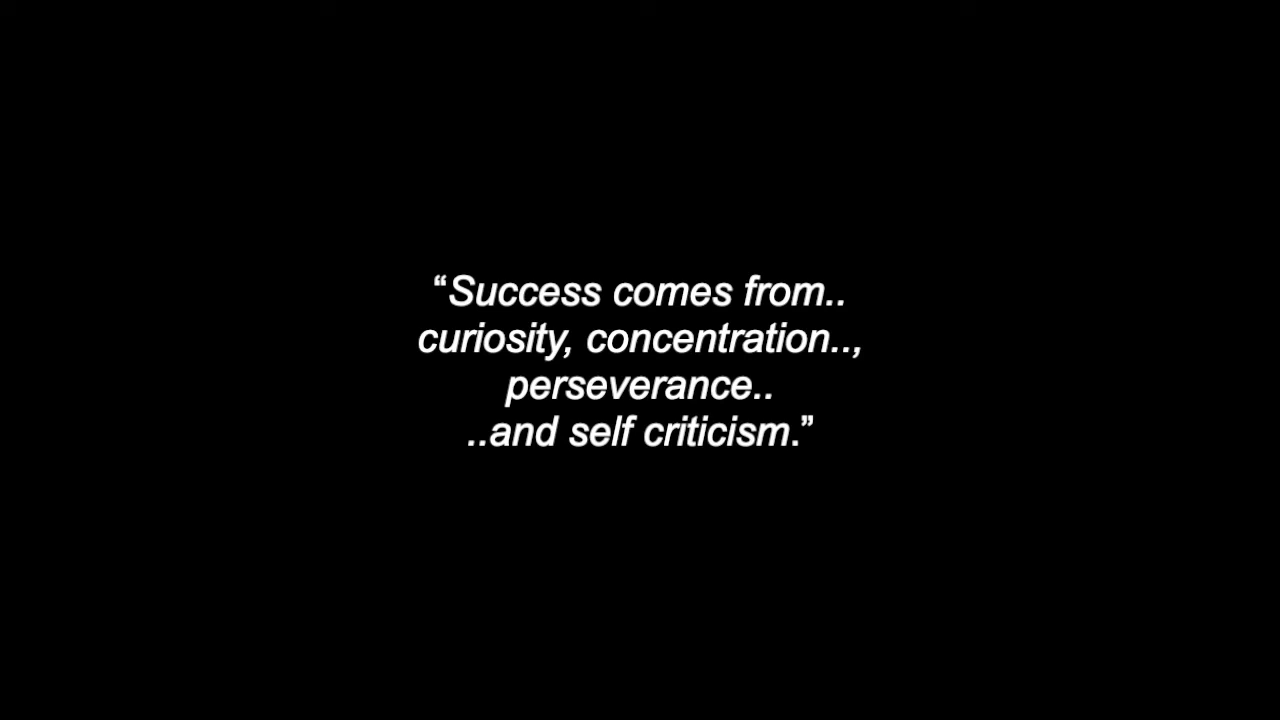 “Success comes from..
curiosity, concentration..,
perseverance..
..and self criticism.”